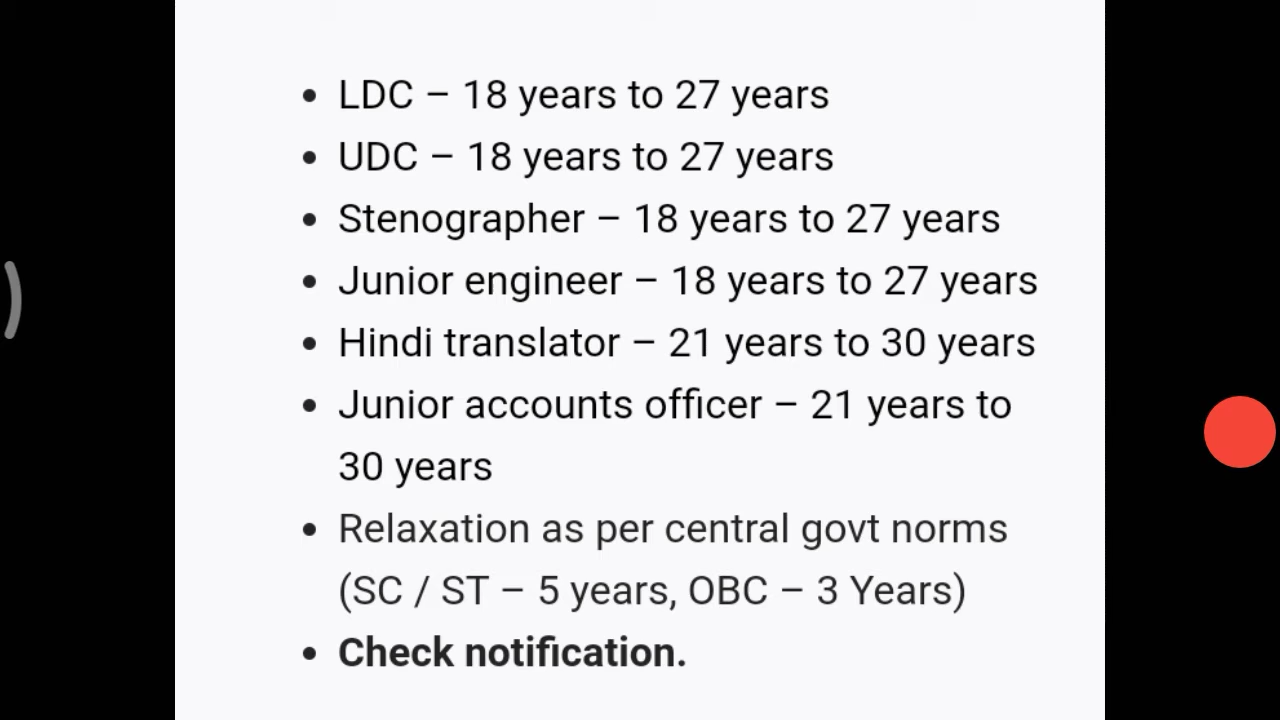 • LDC – 18 years to 27 years
• UDC – 18 years to 27 years
• Stenographer – 18 years to 27 years
• Junior engineer – 18 years to 27 years
• Hindi translator – 21 years to 30 years
• Junior accounts officer – 21 years to
30 years
• Relaxation as per central govt norms
(SC / ST – 5 years, OBC – 3 Years)
• Check notification.